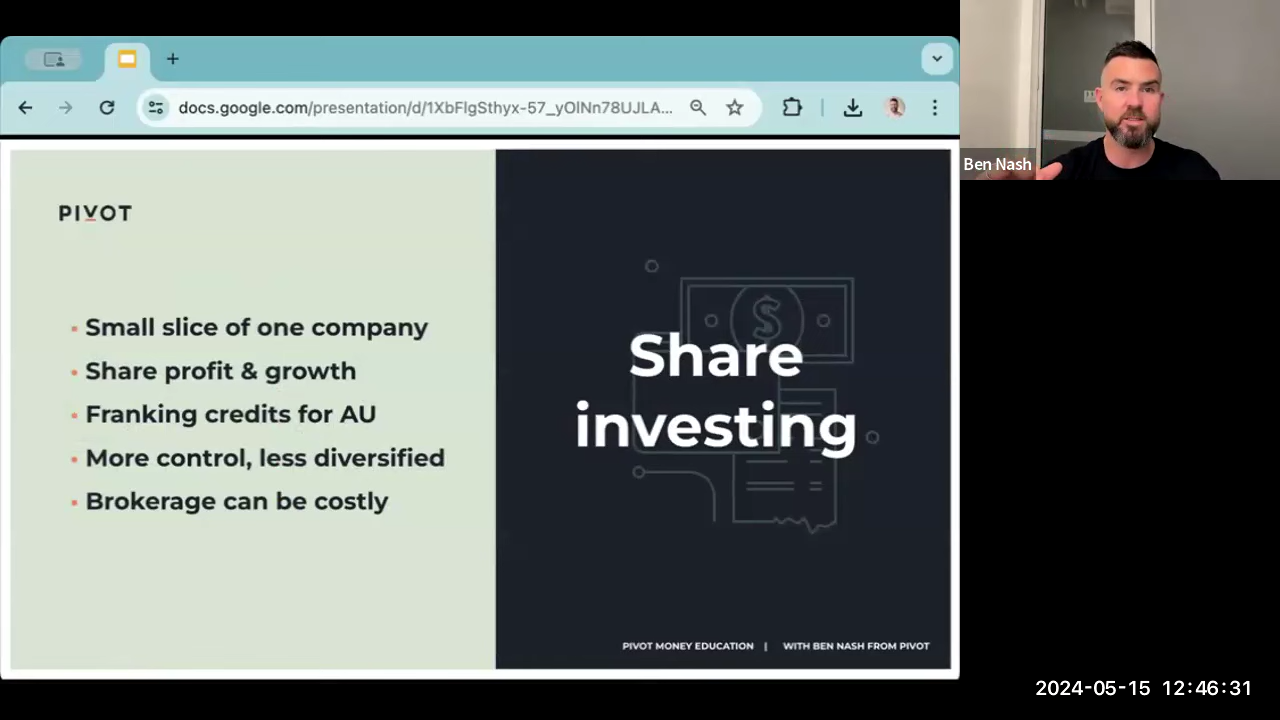 docs.google.com/presentation/d/1XbFIgSthyx-57_yOINn78UJLA...
Ben Nash
PIVOT
Small slice of one company
Share profit & growth
Franking credits for AU
More control, less diversified
Brokerage can be costly
Share
investing
PIVOT MONEY EDUCATION | WITH BEN NASH FROM PIVOT
2024-05-15 12:46:31